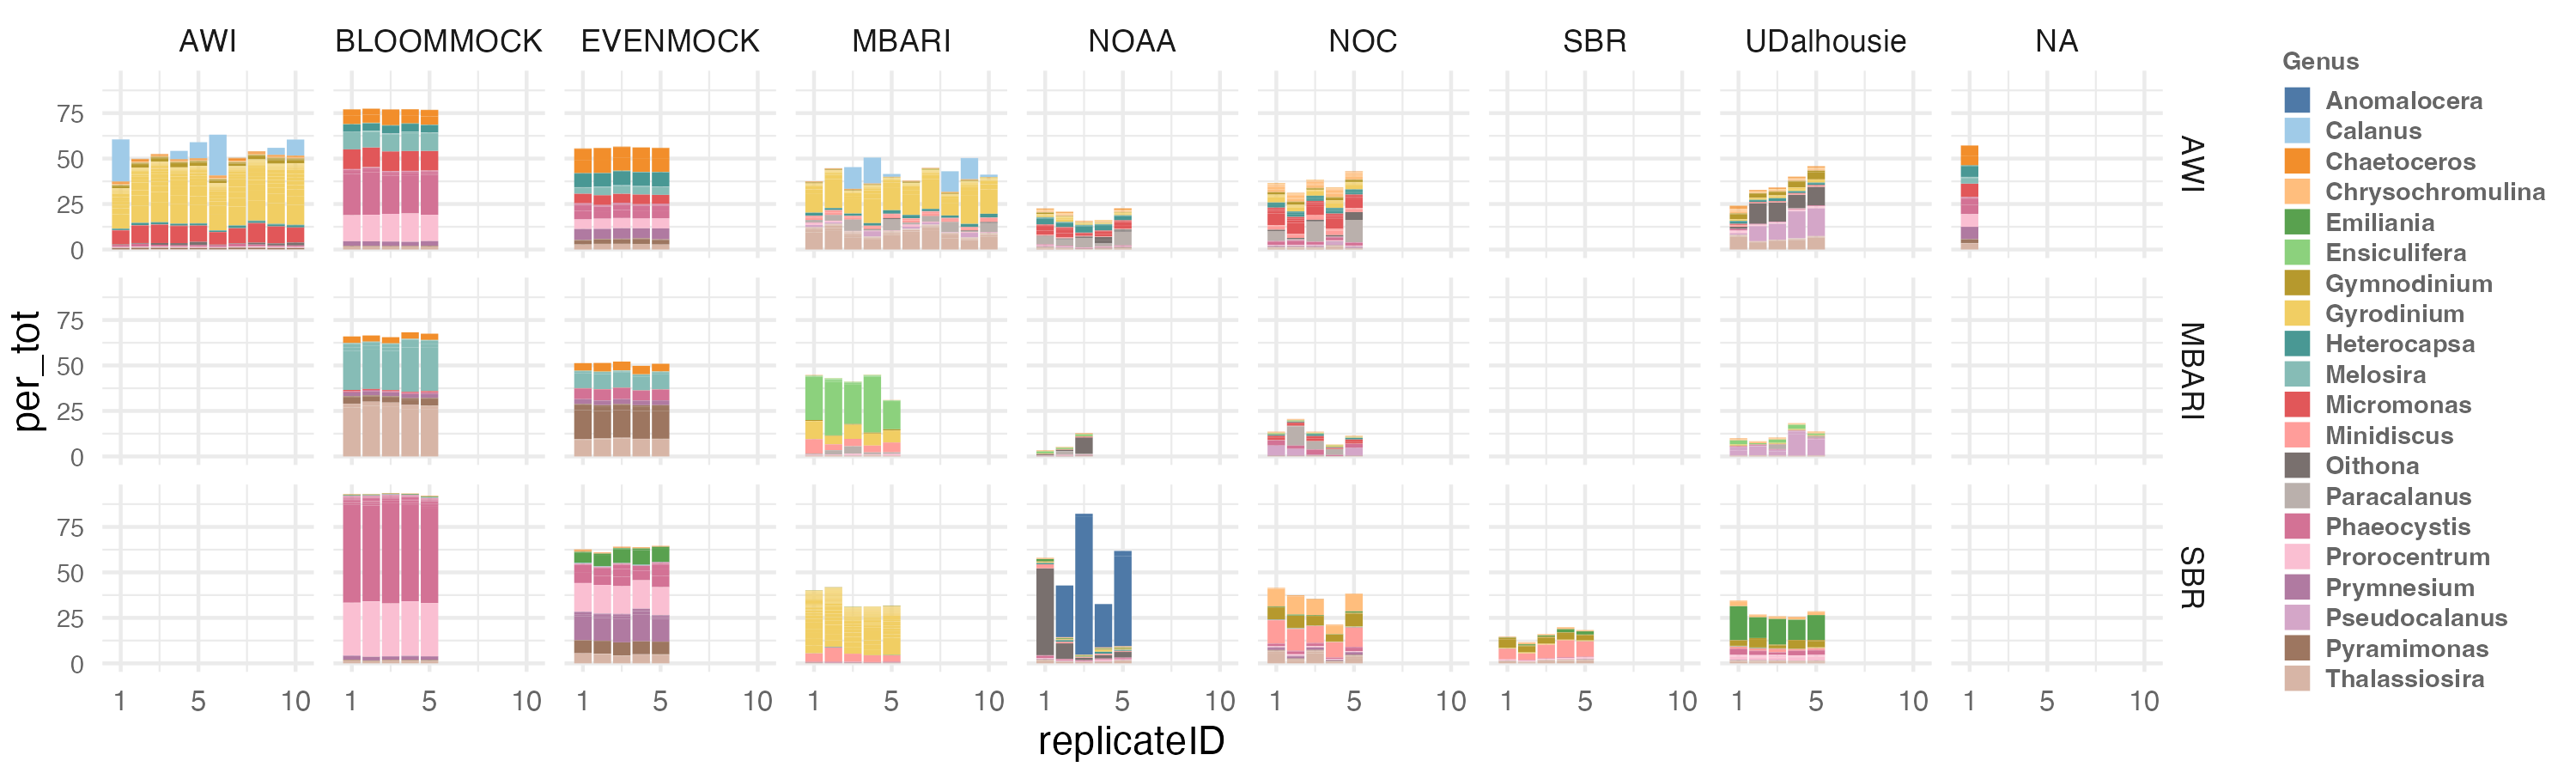 AWI BLOOMMOCK EVENMOCK MBARI NOAA NOC SBR UDalhousie NA
75
50
25
0
AWI
75
50
25
0
MBARI
75
50
25
0
SBR
per_tot
1 5 10 1 5 10 1 5 10 1 5 10 1 5 10 1 5 10 1 5 10 1 5 10 1 5 10
replicateID
Genus
Anomalocera
Calanus
Chaetoceros
Chrysochromulina
Emiliania
Ensiculifera
Gymnodinium
Gyrodinium
Heterocapsa
Melosira
Micromonas
Minidiscus
Oithona
Paracalanus
Phaeocystis
Prorocentrum
Prymnesium
Pseudocalanus
Pyramimonas
Thalassiosira